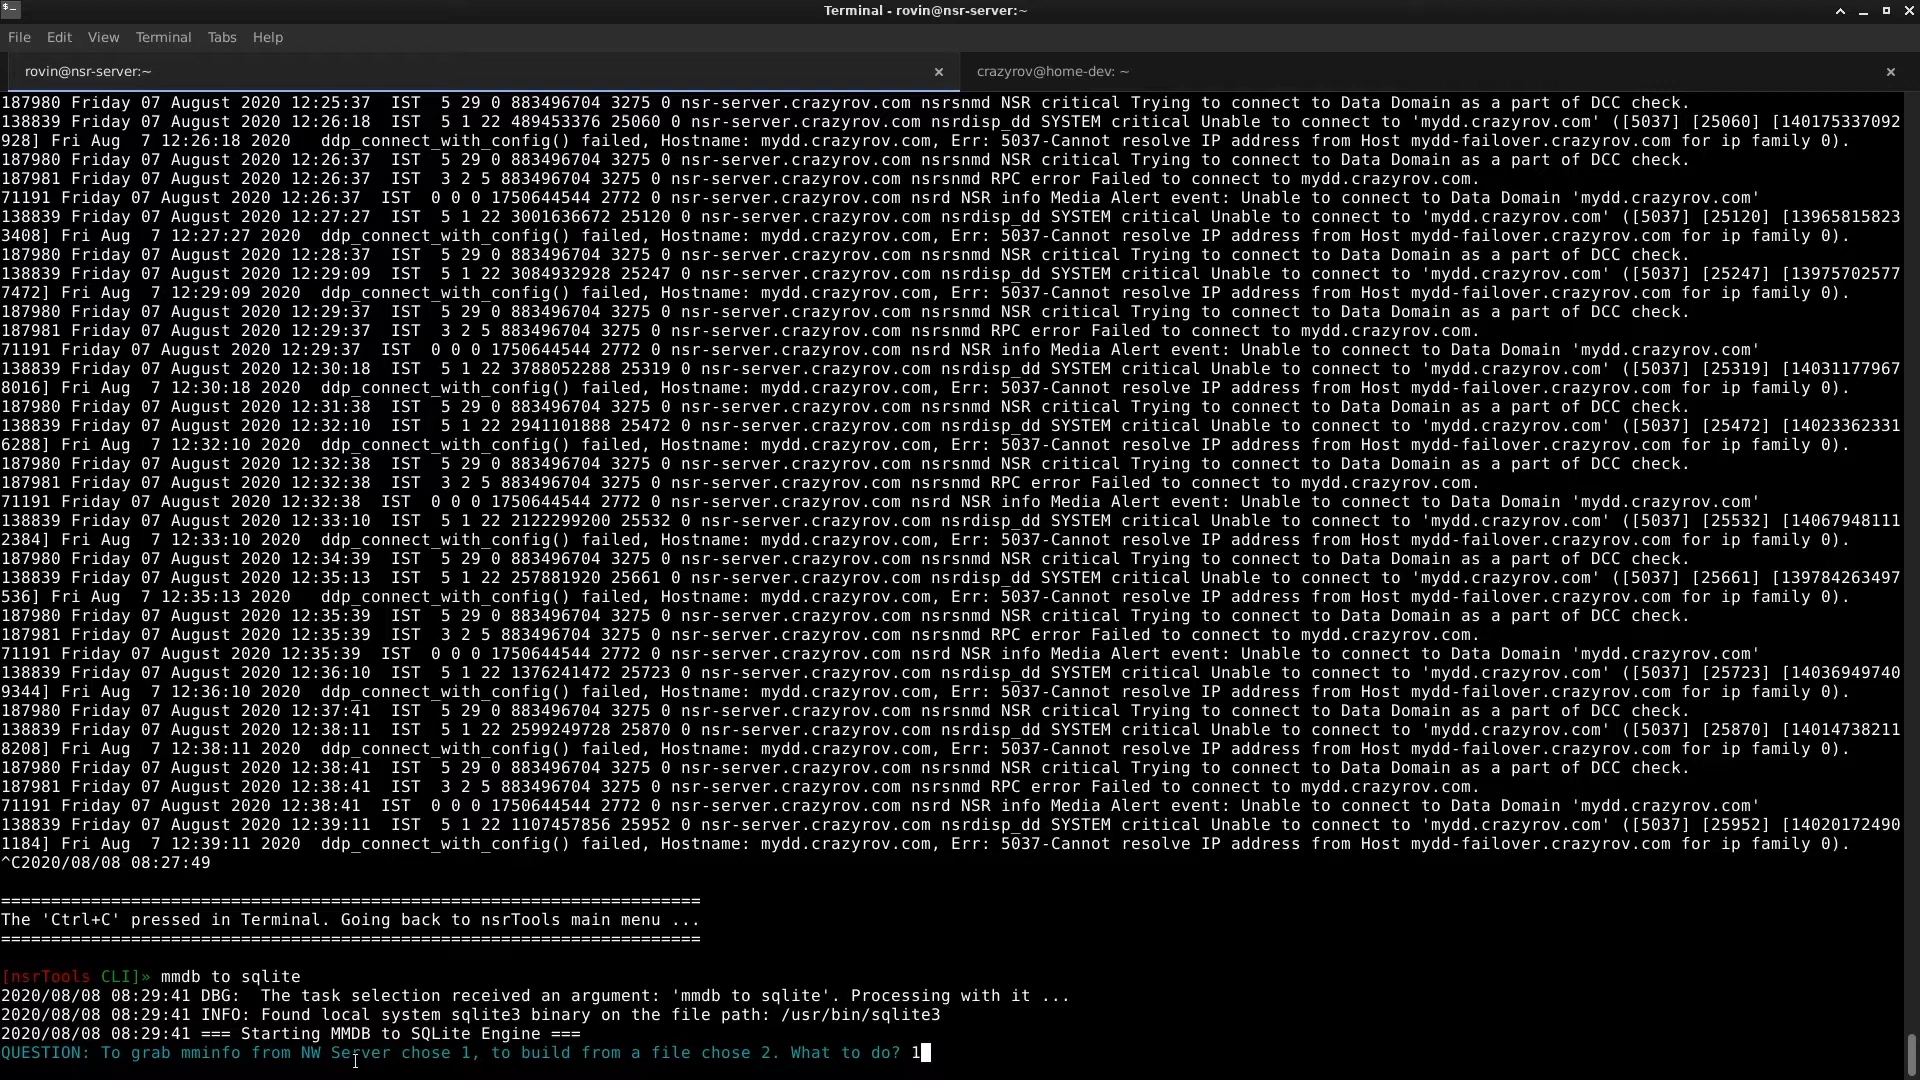 Terminal - rovin@nsr-server:~
File Edit View Terminal Tabs Help
rovin@nsr-server:~
crazyrov@home-dev: ~
187980 Friday 07 August 2020 12:25:37  IST  5 29 0 883496704 3275 0 nsr-server.crazyrov.com nsrsnmd NSR critical Trying to connect to Data Domain as a part of DCC check.
138839 Friday 07 August 2020 12:26:18  IST  5 1 22 489453376 25060 0 nsr-server.crazyrov.com nsrdisp_dd SYSTEM critical Unable to connect to 'mydd.crazyrov.com' ([5037] [25060] [140175337092
928] Fri Aug  7 12:26:18 2020   ddp_connect_with_config() failed, Hostname: mydd.crazyrov.com, Err: 5037-Cannot resolve IP address from Host mydd-failover.crazyrov.com for ip family 0).
187980 Friday 07 August 2020 12:26:37  IST  5 29 0 883496704 3275 0 nsr-server.crazyrov.com nsrsnmd NSR critical Trying to connect to Data Domain as a part of DCC check.
187981 Friday 07 August 2020 12:26:37  IST  3 2 5 883496704 3275 0 nsr-server.crazyrov.com nsrsnmd RPC error Failed to connect to mydd.crazyrov.com.
71191 Friday 07 August 2020 12:26:37  IST  0 0 0 1750644544 2772 0 nsr-server.crazyrov.com nsrd NSR info Media Alert event: Unable to connect to Data Domain 'mydd.crazyrov.com'
138839 Friday 07 August 2020 12:27:27  IST  5 1 22 3001636672 25120 0 nsr-server.crazyrov.com nsrdisp_dd SYSTEM critical Unable to connect to 'mydd.crazyrov.com' ([5037] [25120] [13965815823
3408] Fri Aug  7 12:27:27 2020  ddp_connect_with_config() failed, Hostname: mydd.crazyrov.com, Err: 5037-Cannot resolve IP address from Host mydd-failover.crazyrov.com for ip family 0).
187980 Friday 07 August 2020 12:28:37  IST  5 29 0 883496704 3275 0 nsr-server.crazyrov.com nsrsnmd NSR critical Trying to connect to Data Domain as a part of DCC check.
138839 Friday 07 August 2020 12:29:09  IST  5 1 22 3084932928 25247 0 nsr-server.crazyrov.com nsrdisp_dd SYSTEM critical Unable to connect to 'mydd.crazyrov.com' ([5037] [25247] [13975702577
7472] Fri Aug  7 12:29:09 2020  ddp_connect_with_config() failed, Hostname: mydd.crazyrov.com, Err: 5037-Cannot resolve IP address from Host mydd-failover.crazyrov.com for ip family 0).
187980 Friday 07 August 2020 12:29:37  IST  5 29 0 883496704 3275 0 nsr-server.crazyrov.com nsrsnmd NSR critical Trying to connect to Data Domain as a part of DCC check.
187981 Friday 07 August 2020 12:29:37  IST  3 2 5 883496704 3275 0 nsr-server.crazyrov.com nsrsnmd RPC error Failed to connect to mydd.crazyrov.com.
71191 Friday 07 August 2020 12:29:37  IST  0 0 0 1750644544 2772 0 nsr-server.crazyrov.com nsrd NSR info Media Alert event: Unable to connect to Data Domain 'mydd.crazyrov.com'
138839 Friday 07 August 2020 12:30:18  IST  5 1 22 3788052288 25319 0 nsr-server.crazyrov.com nsrdisp_dd SYSTEM critical Unable to connect to 'mydd.crazyrov.com' ([5037] [25319] [14031177967
8016] Fri Aug  7 12:30:18 2020  ddp_connect_with_config() failed, Hostname: mydd.crazyrov.com, Err: 5037-Cannot resolve IP address from Host mydd-failover.crazyrov.com for ip family 0).
187980 Friday 07 August 2020 12:31:38  IST  5 29 0 883496704 3275 0 nsr-server.crazyrov.com nsrsnmd NSR critical Trying to connect to Data Domain as a part of DCC check.
138839 Friday 07 August 2020 12:32:10  IST  5 1 22 2941101888 25472 0 nsr-server.crazyrov.com nsrdisp_dd SYSTEM critical Unable to connect to 'mydd.crazyrov.com' ([5037] [25472] [14023362331
6288] Fri Aug  7 12:32:10 2020  ddp_connect_with_config() failed, Hostname: mydd.crazyrov.com, Err: 5037-Cannot resolve IP address from Host mydd-failover.crazyrov.com for ip family 0).
187980 Friday 07 August 2020 12:32:38  IST  5 29 0 883496704 3275 0 nsr-server.crazyrov.com nsrsnmd NSR critical Trying to connect to Data Domain as a part of DCC check.
187981 Friday 07 August 2020 12:32:38  IST  3 2 5 883496704 3275 0 nsr-server.crazyrov.com nsrsnmd RPC error Failed to connect to mydd.crazyrov.com.
71191 Friday 07 August 2020 12:32:38  IST  0 0 0 1750644544 2772 0 nsr-server.crazyrov.com nsrd NSR info Media Alert event: Unable to connect to Data Domain 'mydd.crazyrov.com'
138839 Friday 07 August 2020 12:33:10  IST  5 1 22 2122299200 25532 0 nsr-server.crazyrov.com nsrdisp_dd SYSTEM critical Unable to connect to 'mydd.crazyrov.com' ([5037] [25532] [14067948111
2384] Fri Aug  7 12:33:10 2020  ddp_connect_with_config() failed, Hostname: mydd.crazyrov.com, Err: 5037-Cannot resolve IP address from Host mydd-failover.crazyrov.com for ip family 0).
187980 Friday 07 August 2020 12:34:39  IST  5 29 0 883496704 3275 0 nsr-server.crazyrov.com nsrsnmd NSR critical Trying to connect to Data Domain as a part of DCC check.
138839 Friday 07 August 2020 12:35:13  IST  5 1 22 257881920 25661 0 nsr-server.crazyrov.com nsrdisp_dd SYSTEM critical Unable to connect to 'mydd.crazyrov.com' ([5037] [25661] [139784263497
536] Fri Aug  7 12:35:13 2020   ddp_connect_with_config() failed, Hostname: mydd.crazyrov.com, Err: 5037-Cannot resolve IP address from Host mydd-failover.crazyrov.com for ip family 0).
187980 Friday 07 August 2020 12:35:39  IST  5 29 0 883496704 3275 0 nsr-server.crazyrov.com nsrsnmd NSR critical Trying to connect to Data Domain as a part of DCC check.
187981 Friday 07 August 2020 12:35:39  IST  3 2 5 883496704 3275 0 nsr-server.crazyrov.com nsrsnmd RPC error Failed to connect to mydd.crazyrov.com.
71191 Friday 07 August 2020 12:35:39  IST  0 0 0 1750644544 2772 0 nsr-server.crazyrov.com nsrd NSR info Media Alert event: Unable to connect to Data Domain 'mydd.crazyrov.com'
138839 Friday 07 August 2020 12:36:10  IST  5 1 22 1376241472 25723 0 nsr-server.crazyrov.com nsrdisp_dd SYSTEM critical Unable to connect to 'mydd.crazyrov.com' ([5037] [25723] [14036949740
9344] Fri Aug  7 12:36:10 2020  ddp_connect_with_config() failed, Hostname: mydd.crazyrov.com, Err: 5037-Cannot resolve IP address from Host mydd-failover.crazyrov.com for ip family 0).
187980 Friday 07 August 2020 12:37:41  IST  5 29 0 883496704 3275 0 nsr-server.crazyrov.com nsrsnmd NSR critical Trying to connect to Data Domain as a part of DCC check.
138839 Friday 07 August 2020 12:38:11  IST  5 1 22 2599249728 25870 0 nsr-server.crazyrov.com nsrdisp_dd SYSTEM critical Unable to connect to 'mydd.crazyrov.com' ([5037] [25870] [14014738211
8208] Fri Aug  7 12:38:11 2020  ddp_connect_with_config() failed, Hostname: mydd.crazyrov.com, Err: 5037-Cannot resolve IP address from Host mydd-failover.crazyrov.com for ip family 0).
187980 Friday 07 August 2020 12:38:41  IST  5 29 0 883496704 3275 0 nsr-server.crazyrov.com nsrsnmd NSR critical Trying to connect to Data Domain as a part of DCC check.
187981 Friday 07 August 2020 12:38:41  IST  3 2 5 883496704 3275 0 nsr-server.crazyrov.com nsrsnmd RPC error Failed to connect to mydd.crazyrov.com.
71191 Friday 07 August 2020 12:38:41  IST  0 0 0 1750644544 2772 0 nsr-server.crazyrov.com nsrd NSR info Media Alert event: Unable to connect to Data Domain 'mydd.crazyrov.com'
138839 Friday 07 August 2020 12:39:11  IST  5 1 22 1107457856 25952 0 nsr-server.crazyrov.com nsrdisp_dd SYSTEM critical Unable to connect to 'mydd.crazyrov.com' ([5037] [25952] [14020172490
1184] Fri Aug  7 12:39:11 2020  ddp_connect_with_config() failed, Hostname: mydd.crazyrov.com, Err: 5037-Cannot resolve IP address from Host mydd-failover.crazyrov.com for ip family 0).
^C2020/08/08 08:27:49
======================================================================
The 'Ctrl+C' pressed in Terminal. Going back to nsrTools main menu ...
======================================================================
[nsrTools CLI]» mmdb to sqlite
2020/08/08 08:29:41 DBG:  The task selection received an argument: 'mmdb to sqlite'. Processing with it ...
2020/08/08 08:29:41 INFO: Found local system sqlite3 binary on the file path: /usr/bin/sqlite3
2020/08/08 08:29:41 === Starting MMDB to SQLite Engine ===
QUESTION: To grab mminfo from NW Server chose 1, to build from a file chose 2. What to do? 1